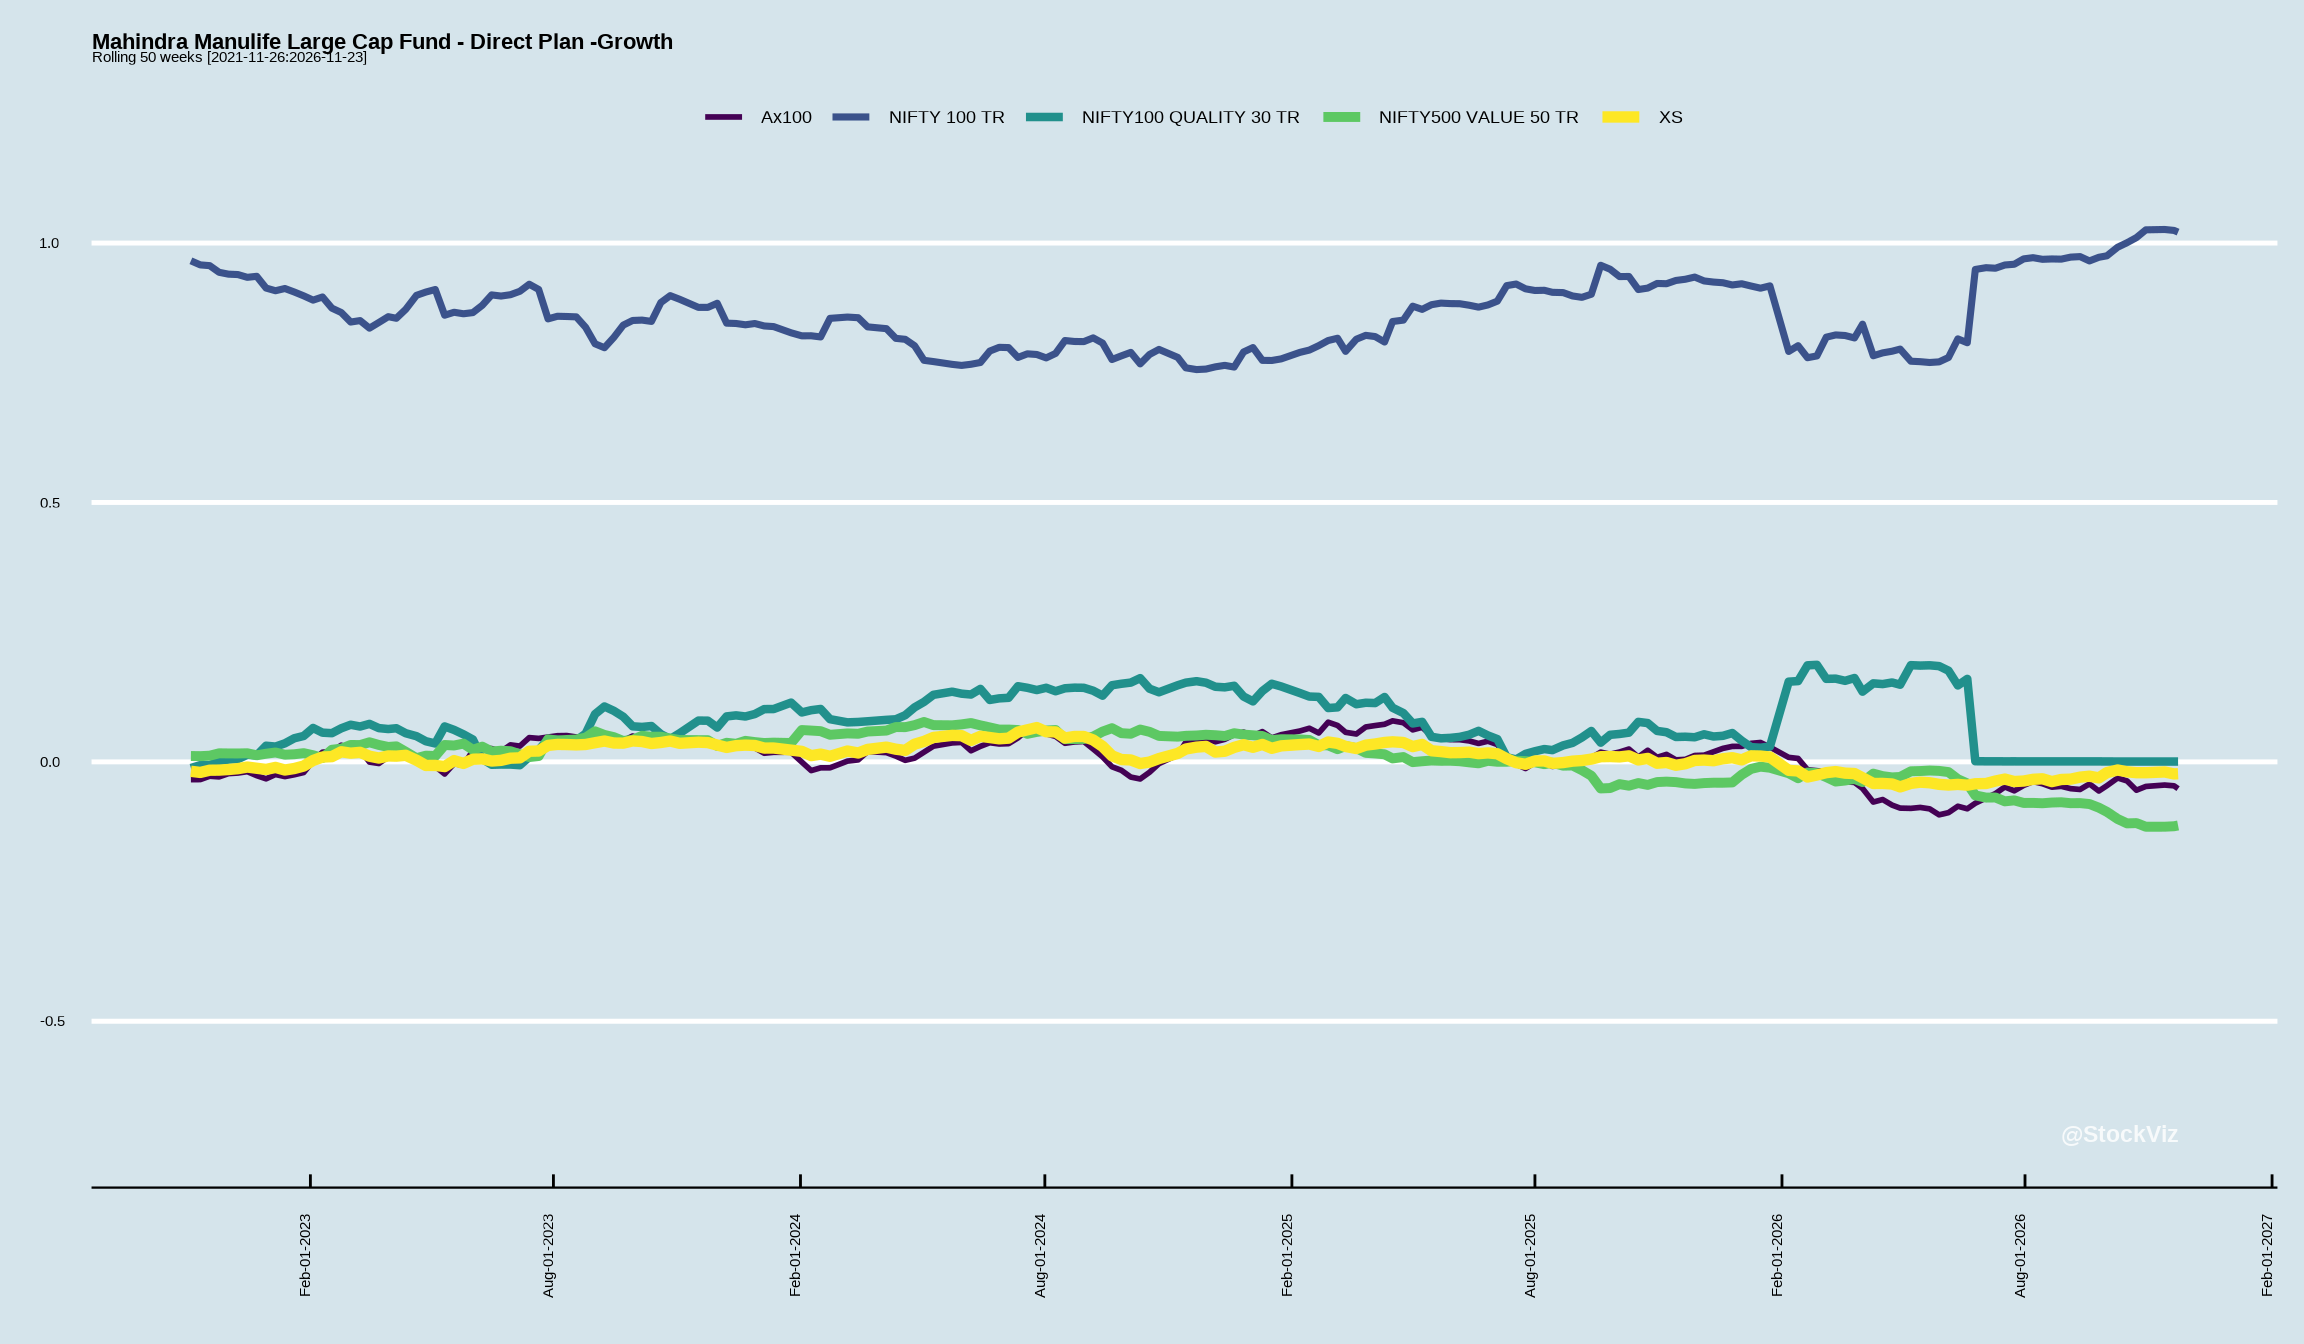 Mahindra Manulife Large Cap Fund - Direct Plan -Growth
Rolling 50 weeks [2021-11-26:2026-11-23]
Ax100 NIFTY 100 TR NIFTY100 QUALITY 30 TR NIFTY500 VALUE 50 TR XS
1.0
0.5
0.0
-0.5
@StockViz
Feb-01-2023 Aug-01-2023 Feb-01-2024 Aug-01-2024 Feb-01-2025 Aug-01-2025 Feb-01-2026 Aug-01-2026 Feb-01-2027